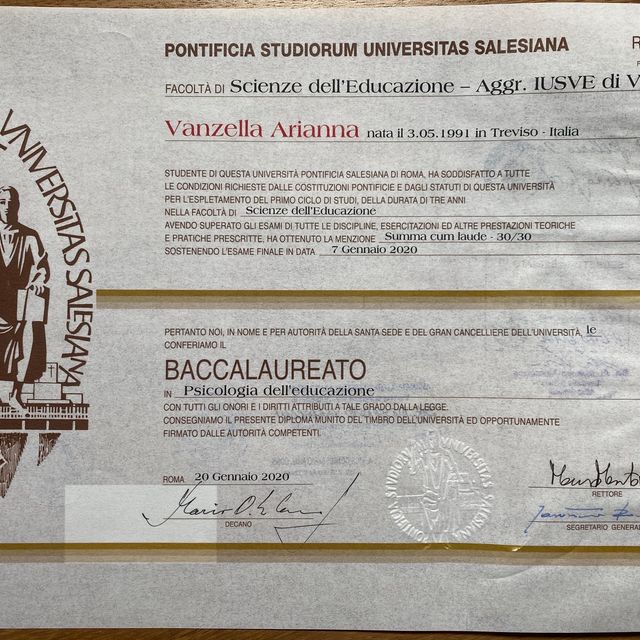 PONTIFICIA STUDIORUM UNIVERSITAS SALESIANA
FACOLTÀ DI Scienze dell'Educazione – Aggr. IUSVE di V
Vanzella Arianna nata il 3.05.1991 in Treviso - Italia
STUDENTE DI QUESTA UNIVERSITÀ PONTIFICIA SALESIANA DI ROMA, HA SODDISFATTO A TUTTE
LE CONDIZIONI RICHIESTE DALLE COSTITUZIONI PONTIFICIE E DAGLI STATUTI DI QUESTA UNIVERSITÀ
PER L'ESPLETAMENTO DEL PRIMO CICLO DI STUDI, DELLA DURATA DI TRE ANNI
NELLA FACOLTÀ DI Scienze dell'Educazione
AVENDO SUPERATO GLI ESAMI DI TUTTE LE DISCIPLINE, ESERCITAZIONI ED ALTRE PRESTAZIONI TEORICHE
E PRATICHE PRESCRITTE, HA OTTENUTO LA MENZIONE Summa cum laude - 30/30
SOSTENENDO L'ESAME FINALE IN DATA 7 Gennaio 2020
PERTANTO NOI, IN NOME E PER AUTORITÀ DELLA SANTA SEDE E DEL GRAN CANCELLIERE DELL'UNIVERSITÀ, le
CONFERIAMO IL
BACCALAUREATO
IN Psicologia dell'educazione
CON TUTTI GLI ONORI E I DIRITTI ATTRIBUITI A TALE GRADO DALLA LEGGE.
CONSEGNIAMO IL PRESENTE DIPLOMA MUNITO DEL TIMBRO DELL'UNIVERSITÀ ED OPPORTUNAMENTE
FIRMATO DALLE AUTORITÀ COMPETENTI.
ROMA 20 Gennaio 2020
DECANO
RETTORE
SEGRETARIO GENERAL
VNIVERSITAS SALESIANA